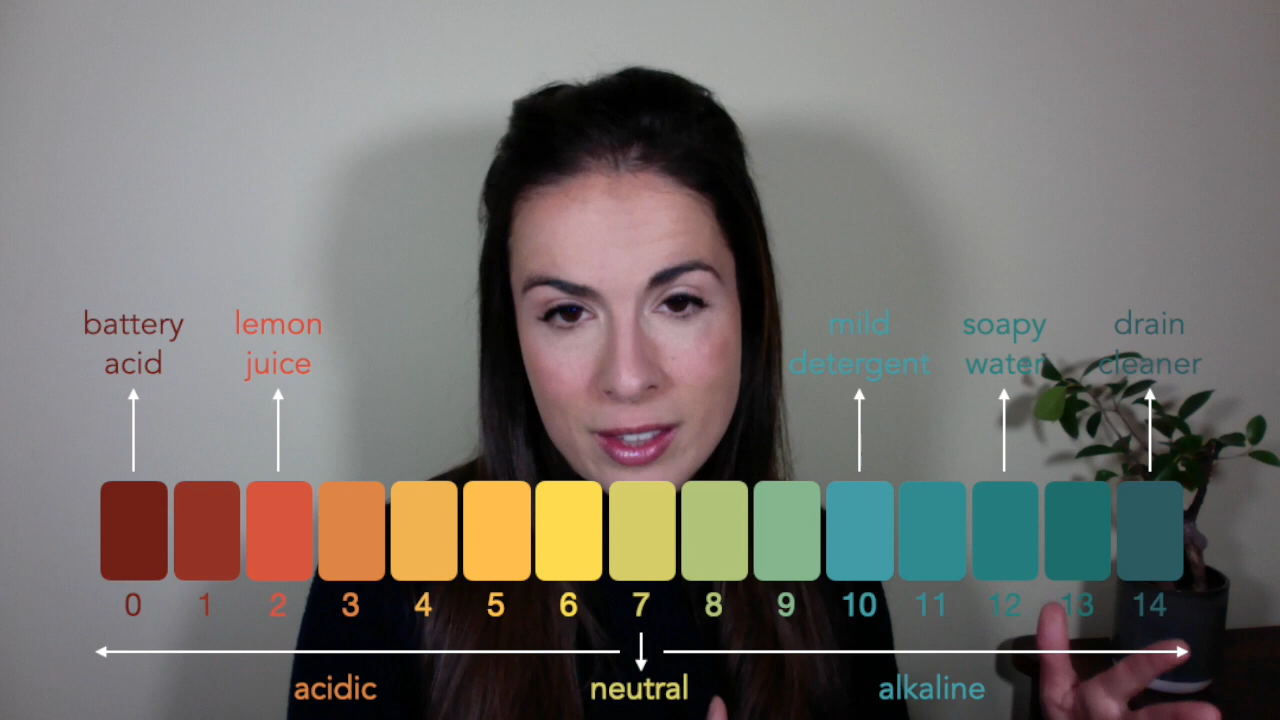 battery acid
lemon juice
mild detergent
soapy water
drain cleaner
0 1 2 3 4 5 6 7 8 9 10 11 12 13 14
acidic neutral alkaline